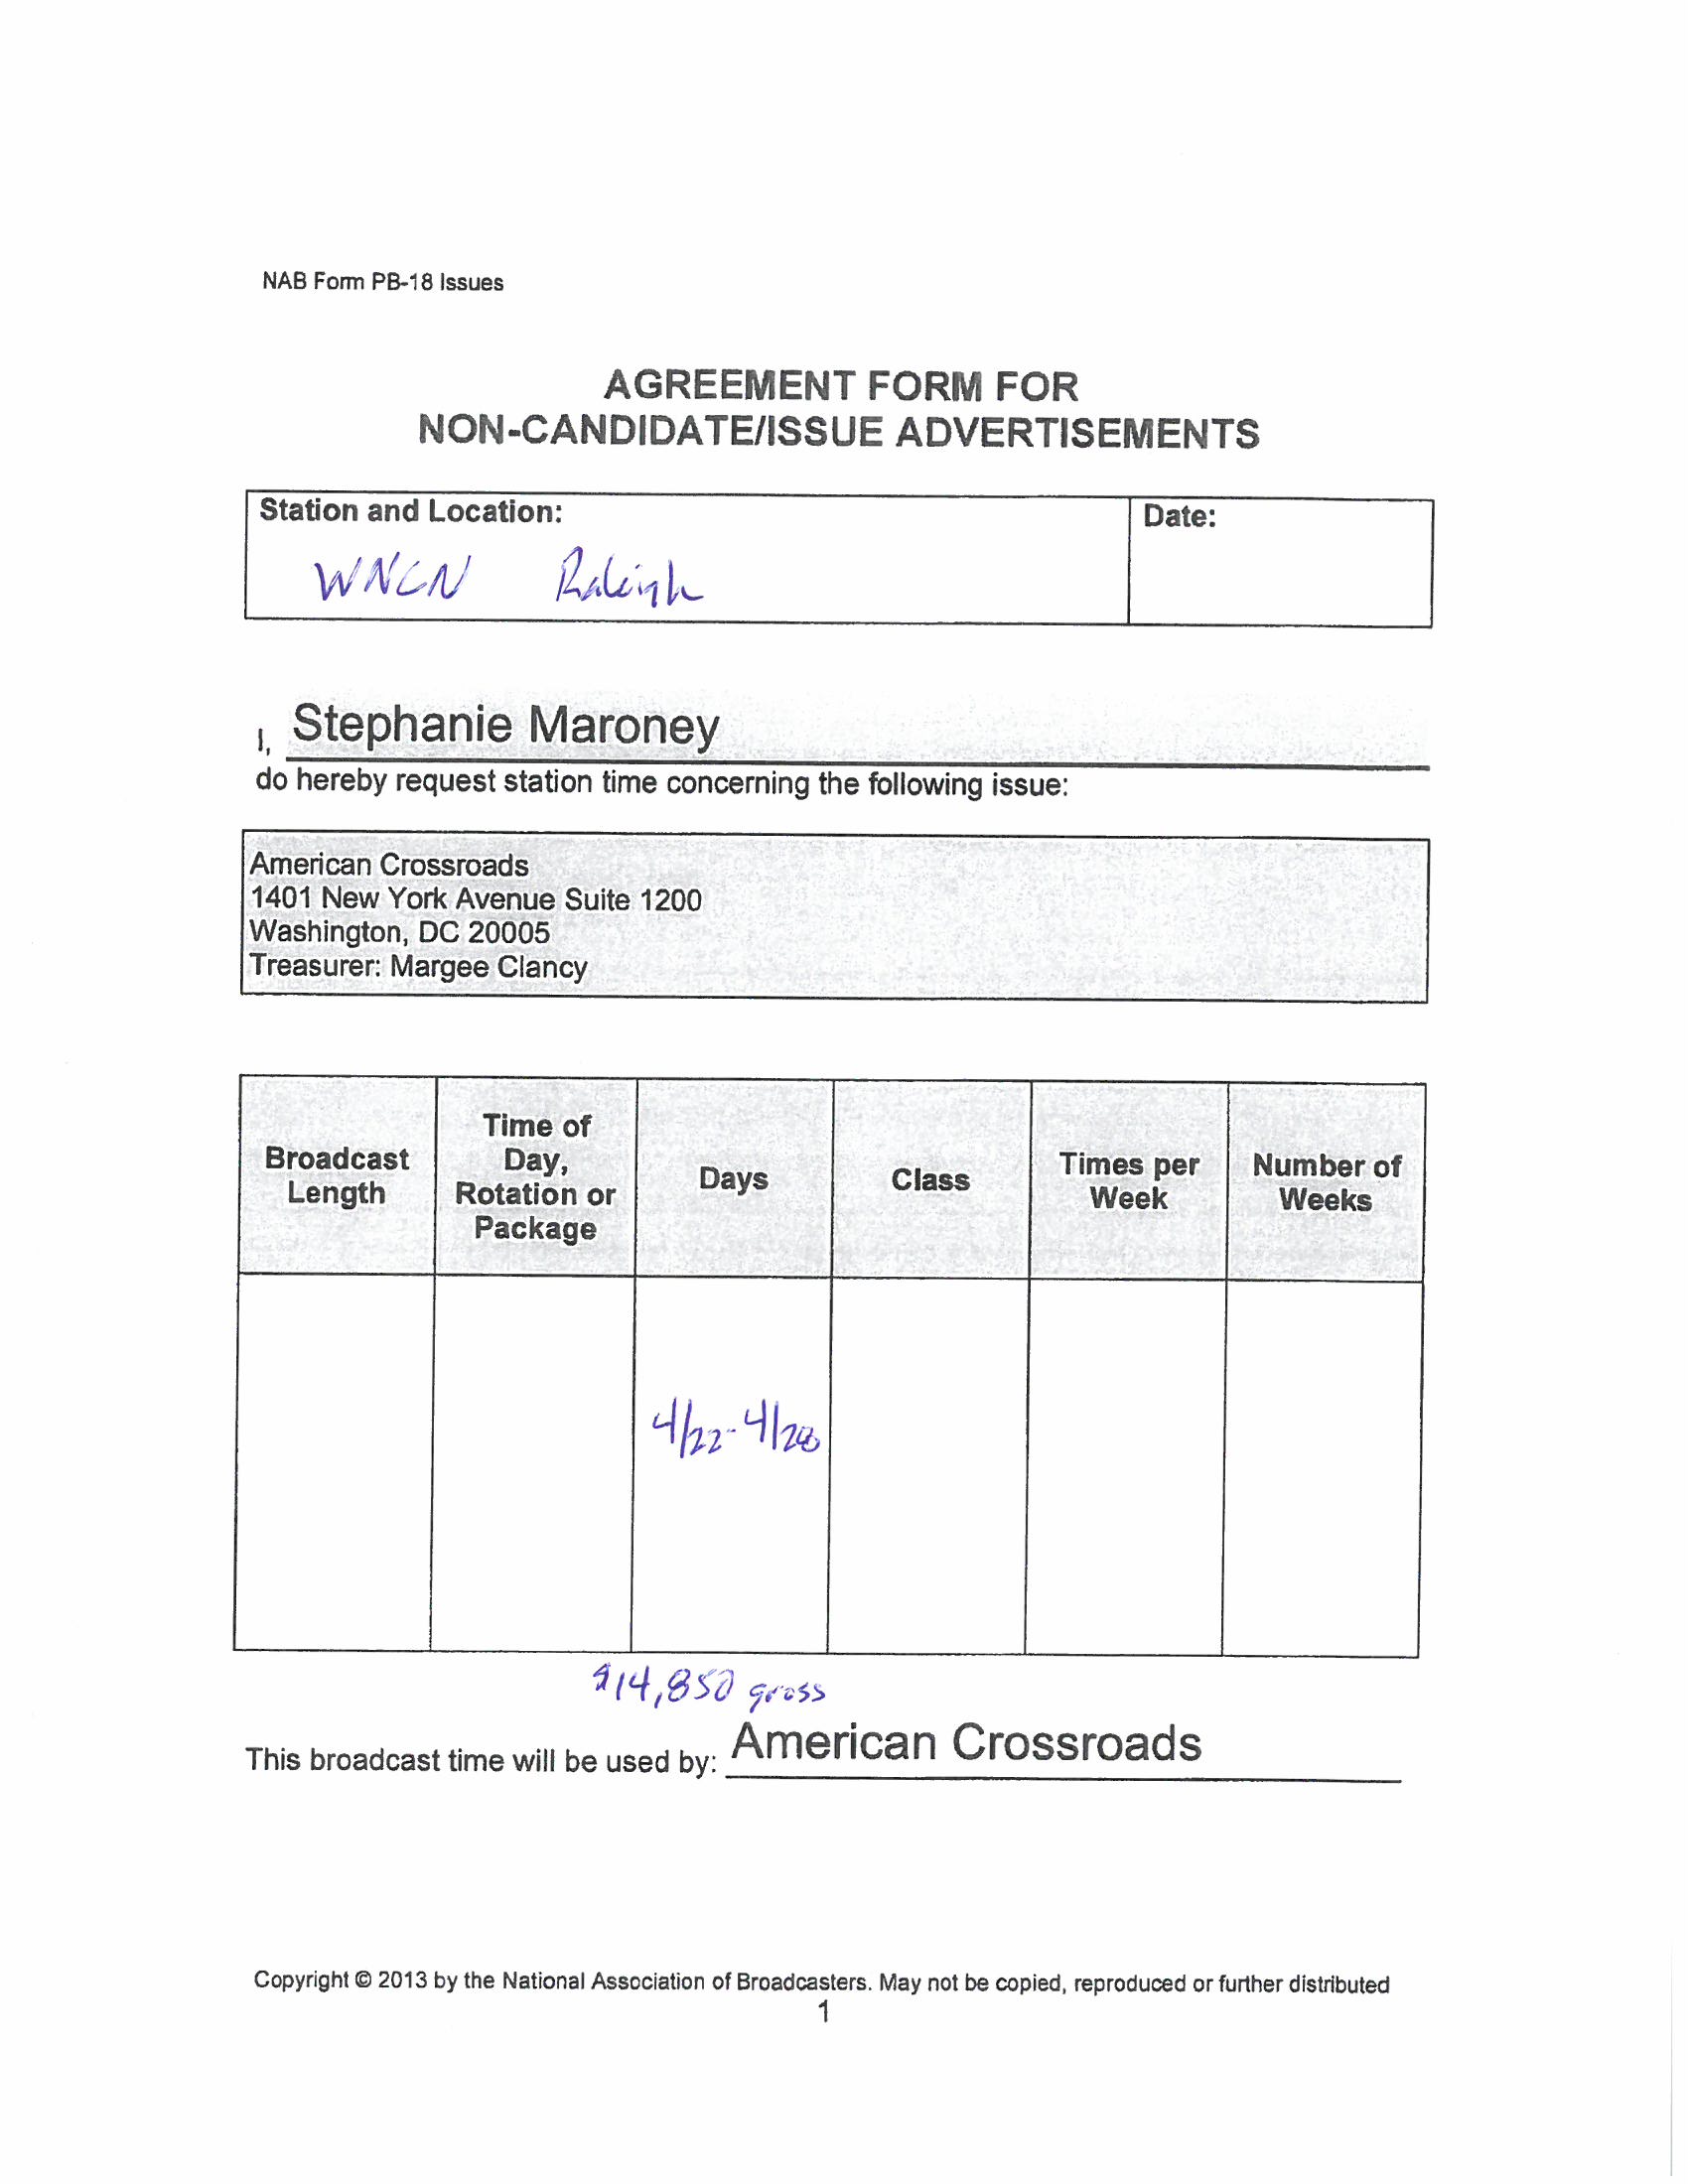 NAB Form PB-18 Issues
AGREEMENT FORM FOR
NON-CANDIDATE/ISSUE ADVERTISEMENTS
Station and Location:
Date:
WNCN Raleigh
I, Stephanie Maroney
do hereby request station time concerning the following issue:
American Crossroads
1401 New York Avenue Suite 1200
Washington, DC 20005
Treasurer: Margee Clancy
Broadcast
Length
Time of
Day,
Rotation or
Package
Days
Class
Times per
Week
Number of
Weeks
4/22-4/28
$14,850 gross
This broadcast time will be used by: American Crossroads
Copyright © 2013 by the National Association of Broadcasters. May not be copied, reproduced or further distributed
1